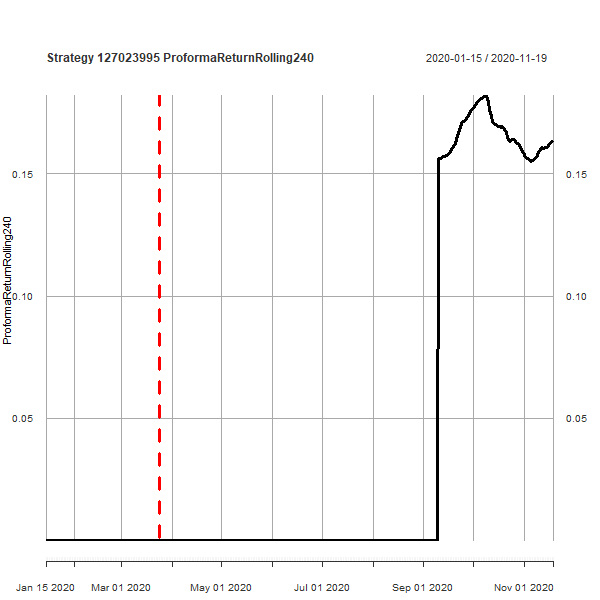 Strategy 127023995 ProformaReturnRolling240
2020-01-15 / 2020-11-19
ProformaReturnRolling240
0.15
0.10
0.05
0.15
0.10
0.05
Jan 15 2020
Mar 01 2020
May 01 2020
Jul 01 2020
Sep 01 2020
Nov 01 2020